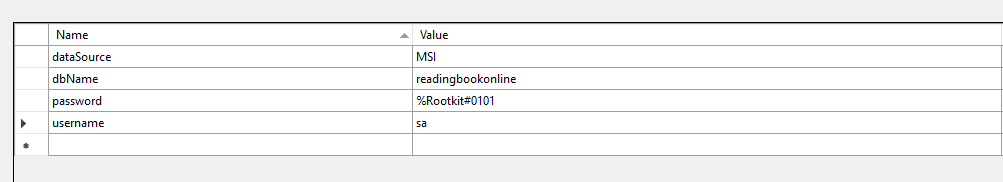 Name Value
dataSource MSI
dbName readingbookonline
password %Rootkit#0101
username sa